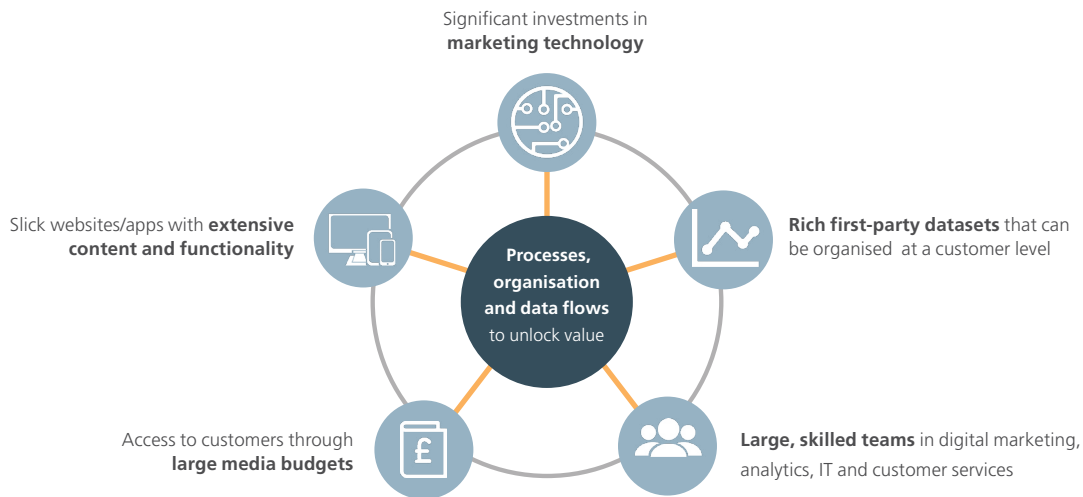 Significant investments in
marketing technology
Slick websites/apps with extensive
content and functionality
Rich first-party datasets that can
be organised at a customer level
Processes,
organisation
and data flows
to unlock value
Access to customers through
large media budgets
£
Large, skilled teams in digital marketing,
analytics, IT and customer services